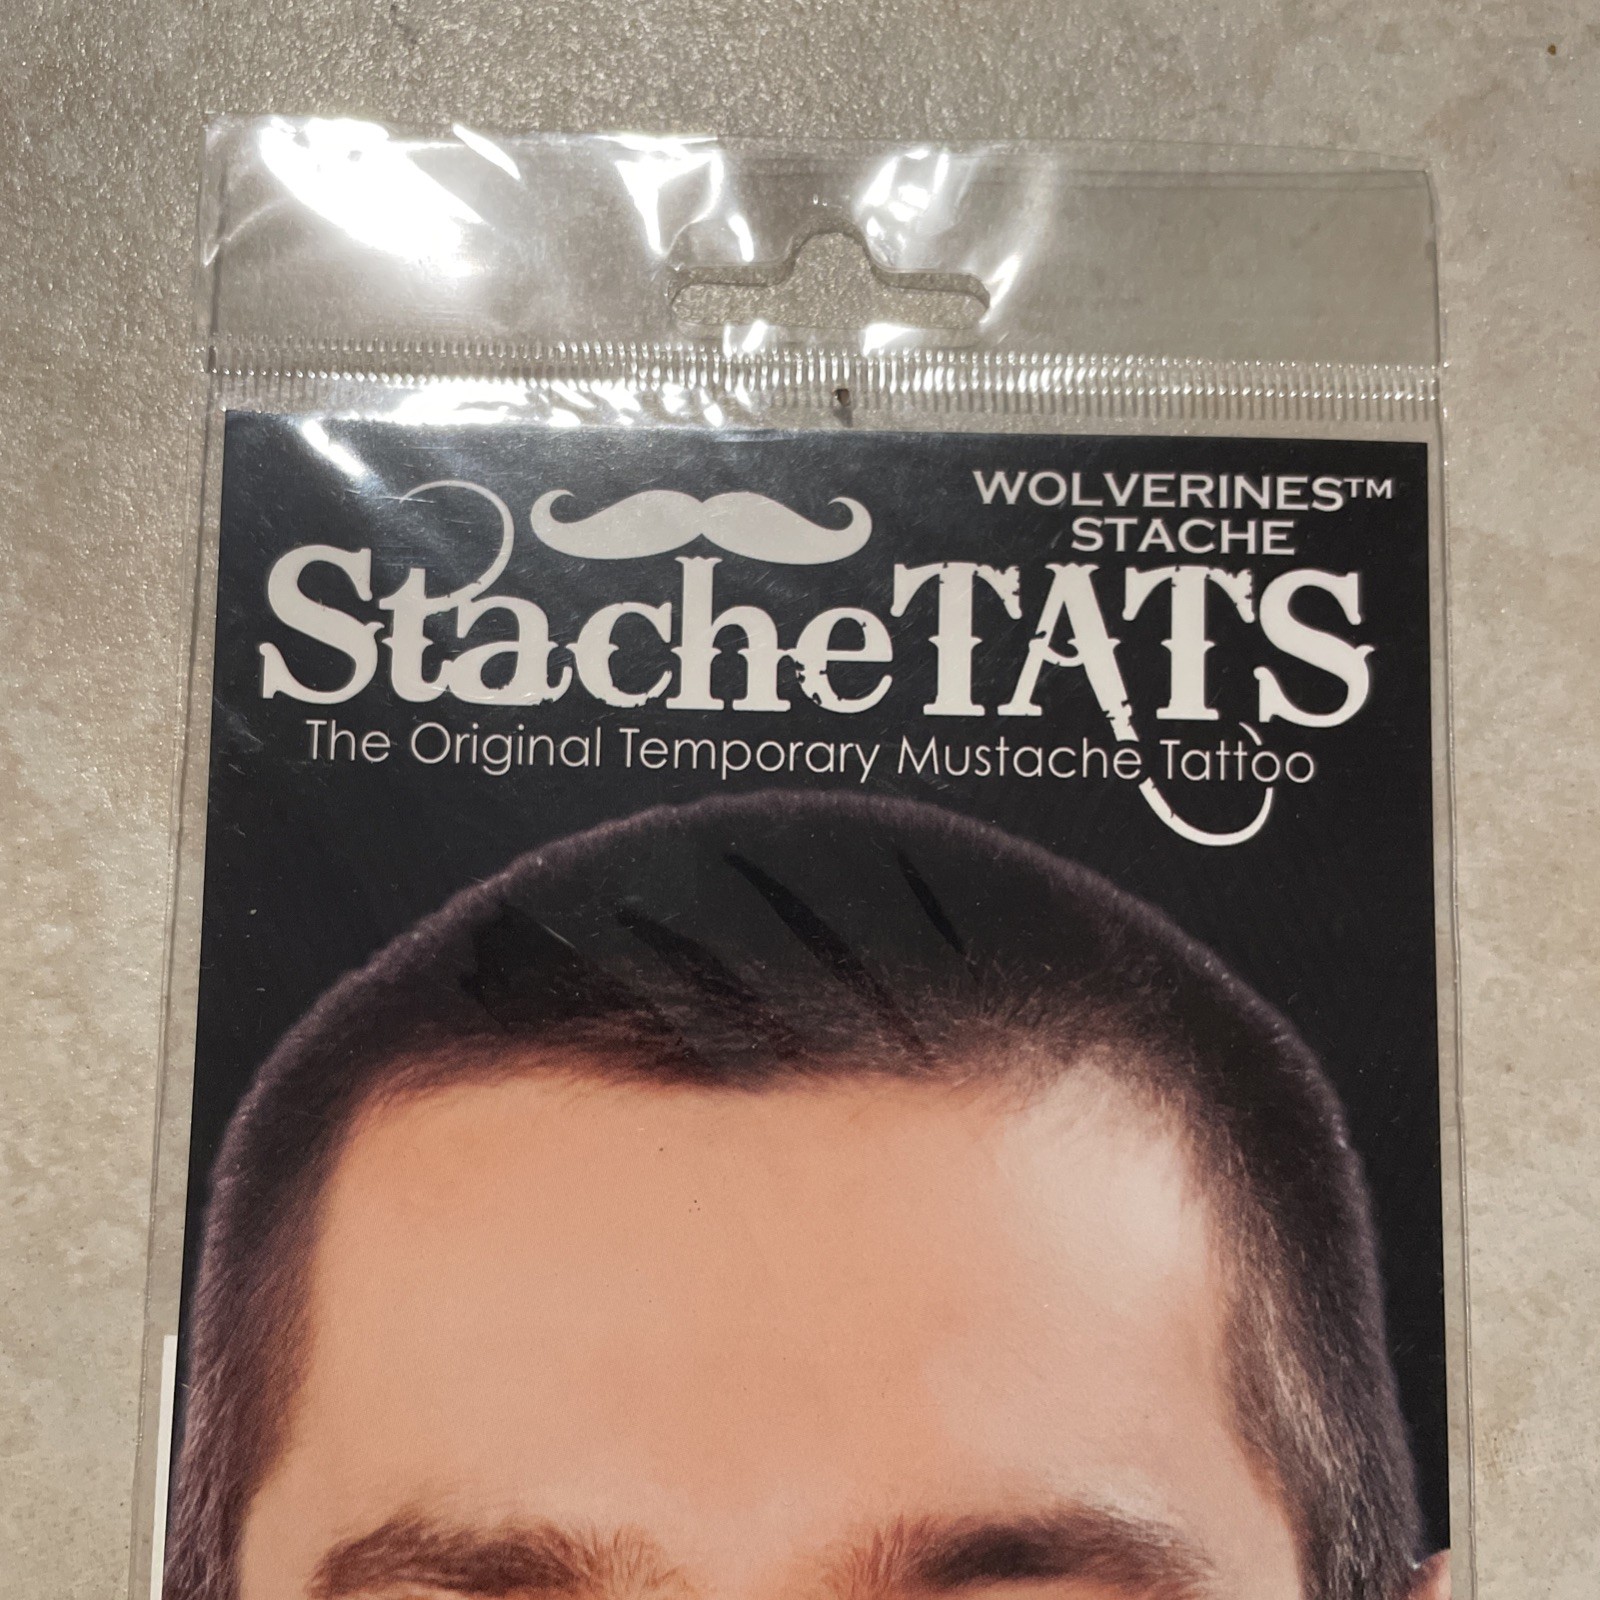 WOLVERINES™
STACHE
StacheTATS
The Original Temporary Mustache Tattoo